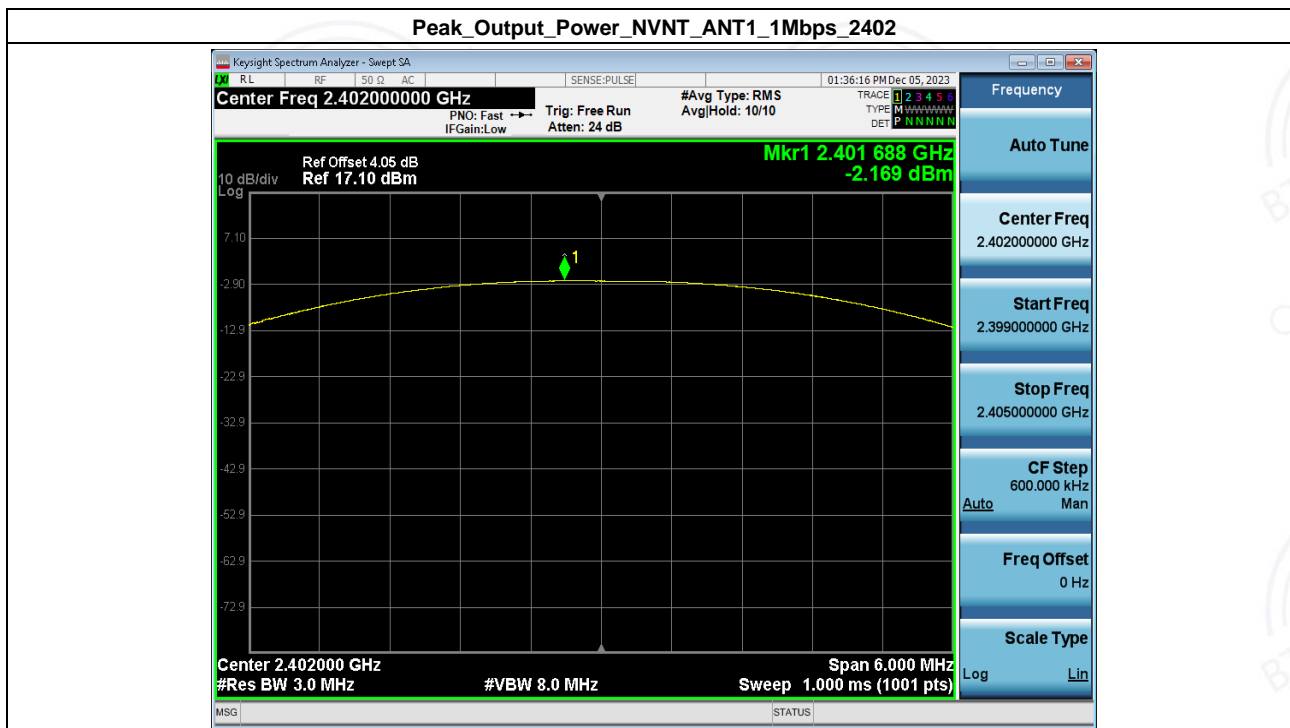 Peak_Output_Power_NVNT_ANT1_1Mbps_2402
Keysight Spectrum Analyzer - Swept SA
LXI RL RF 50 Ω AC SENSE:PULSE 01:36:16 PM Dec 05, 2023
Center Freq 2.402000000 GHz
PNO: Fast
IFGain:Low
Trig: Free Run
Atten: 24 dB
#Avg Type: RMS
Avg|Hold: 10/10
TRACE 1 2 3 4 5 6
TYPE M WWWWW
DET P N N N N N
Mkr1 2.401 688 GHz
-2.169 dBm
Ref Offset 4.05 dB
10 dB/div Ref 17.10 dBm
Log
7.10
-2.90
-12.9
-22.9
-32.9
-42.9
-52.9
-62.9
-72.9
1
Center 2.402000 GHz Span 6.000 MHz
#Res BW 3.0 MHz #VBW 8.0 MHz Sweep 1.000 ms (1001 pts)
MSG STATUS
Frequency
Auto Tune
Center Freq
2.402000000 GHz
Start Freq
2.399000000 GHz
Stop Freq
2.405000000 GHz
CF Step
600.000 kHz
Auto Man
Freq Offset
0 Hz
Scale Type
Log Lin